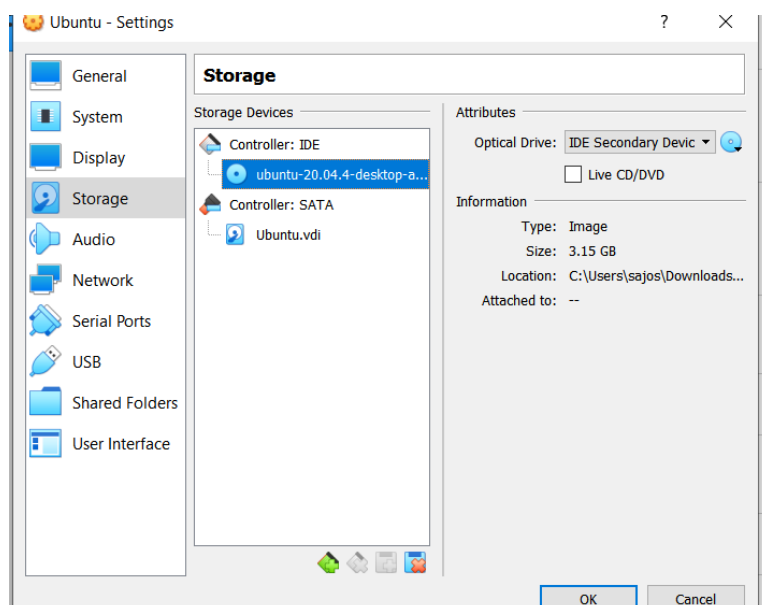 Ubuntu - Settings
?
General
System
Display
Storage
Audio
Network
Serial Ports
USB
Shared Folders
User Interface
Storage
Storage Devices
Controller: IDE
ubuntu-20.04.4-desktop-a...
Controller: SATA
Ubuntu.vdi
Attributes
Optical Drive: IDE Secondary Devic
Live CD/DVD
Information
Type: Image
Size: 3.15 GB
Location: C:\Users\sajos\Downloads...
Attached to: --
OK Cancel